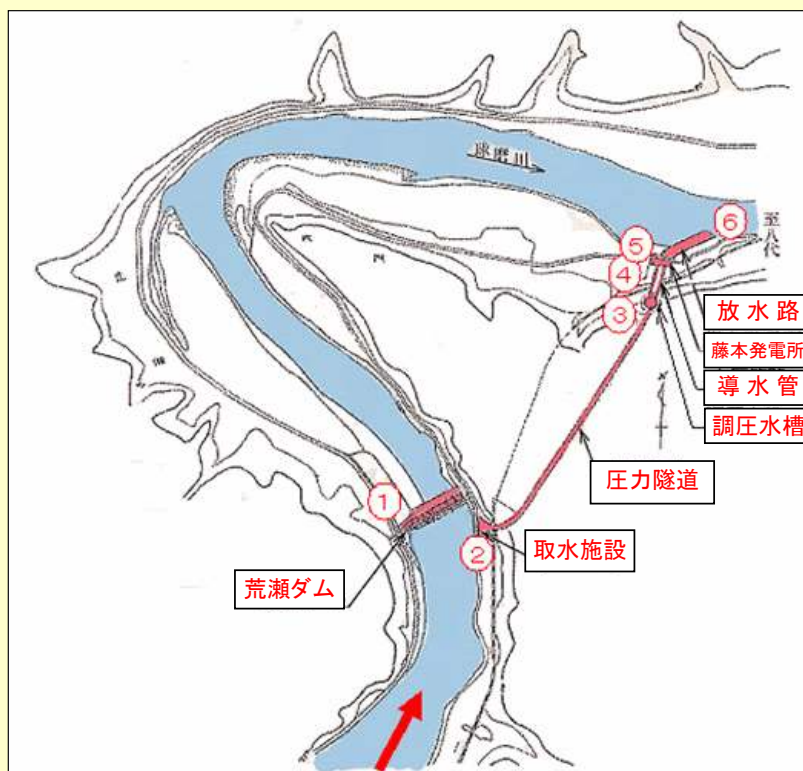 球磨川
⑥
至八代
⑤
④
③
放水路
藤本発電所
導水管
調圧水槽
圧力隧道
①
②
取水施設
荒瀬ダム